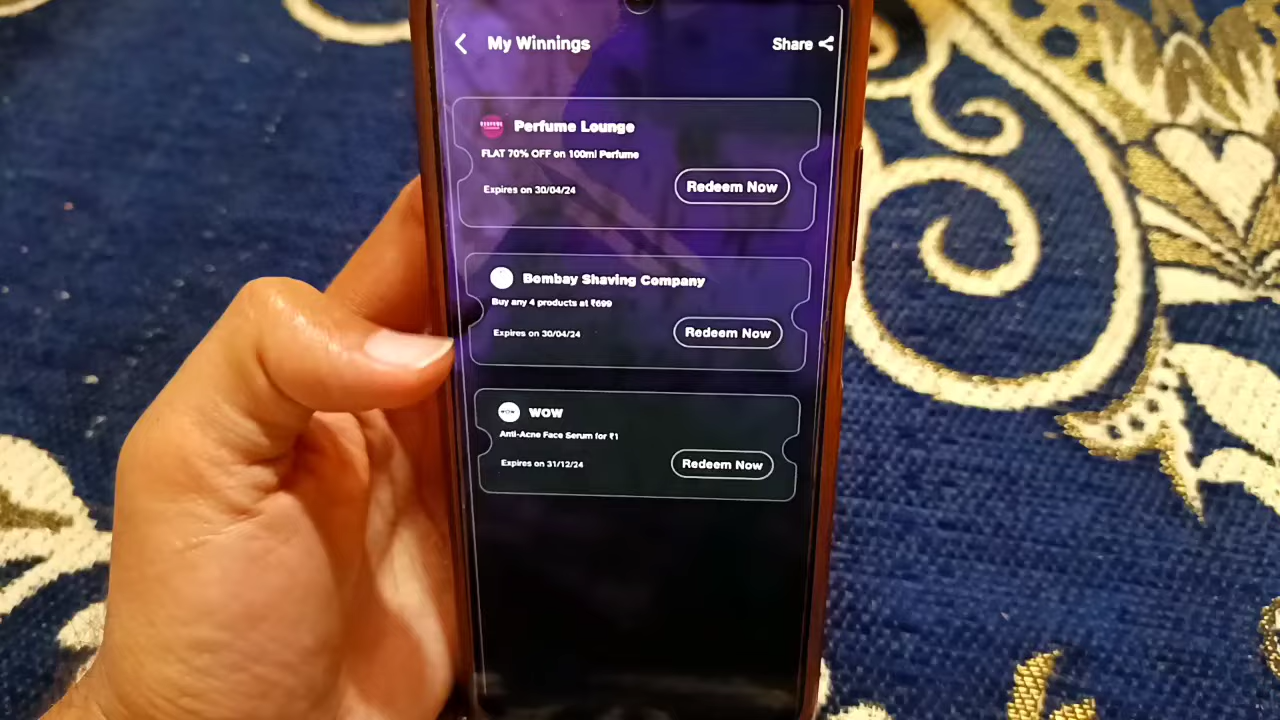 My Winnings
Share
Perfume Lounge
FLAT 70% OFF on 100ml Perfume
Expires on 30/04/24
Redeem Now
Bombay Shaving Company
Buy any 4 products at ₹699
Expires on 30/04/24
Redeem Now
WOW
WOW
Anti-Acne Face Serum for ₹1
Expires on 31/12/24
Redeem Now